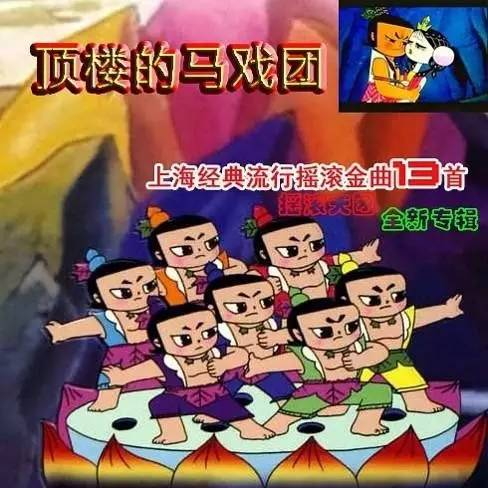 顶楼的马戏团
上海经典流行摇滚金曲13首
摇滚天团
全新专辑